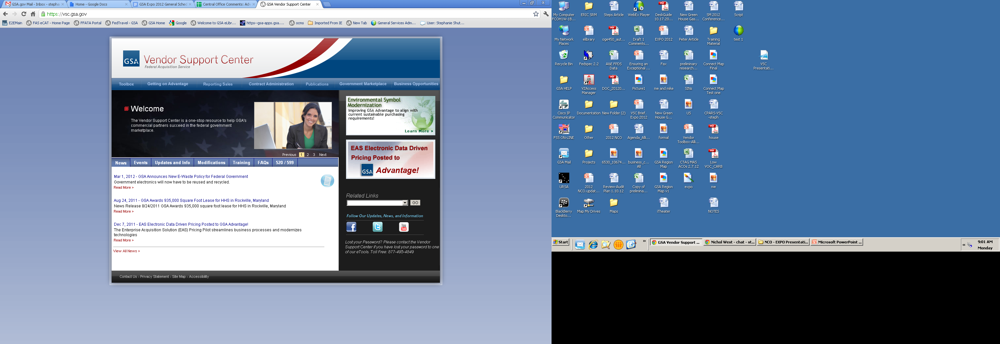 GSA.gov Mail - Inbox - stepha
Home - Google Docs
GSA Expo 2012 General Sched
Central Office Comments: Adv
GSA Vendor Support Center
https://vsc.gsa.gov
E2EMain
FAS eCAT - Home Page
FFATA Portal
FedTravel - GSA
GSA Home
Google
Welcome to GSA eLibr...
https--gsa-apps.gsa....
ocms
Imported From IE
New Tab
General Services Adm...
User: Stephanie Shut...
GSA
Vendor Support Center
Federal Acquisition Service
Toolbox
Getting on Advantage
Reporting Sales
Contract Administration
Publications
Government Marketplace
Business Opportunities
Welcome
The Vendor Support Center is a one-stop resource to help GSA's
commercial partners succeed in the federal government
marketplace.
Previous 1 2 3 Next
News
Events
Updates and Info
Modifications
Training
FAQs
520 / 599
Mar 1, 2012 - GSA Announces New E-Waste Policy for Federal Government
Government electronics will now have to be reused and recycled.
Read More >
Aug 24, 2011 - GSA Awards 935,000 Square Foot Lease for HHS in Rockville, Maryland
News Release 8/24/2011 GSA Awards 935,000 square foot lease for HHS in Rockville, Maryland
Read More >
Dec 7, 2011 - EAS Electronic Data Driven Pricing Posted to GSA Advantage!
The Enterprise Acquisition Solution (EAS) Pricing Pilot streamlines business processes and modernizes
technologies
Read More >
View All News >
Environmental Symbol
Modernization
Improving GSA Advantage to align with
current sustainable purchasing
requirements!
Learn More »
EAS Electronic Data Driven
Pricing Posted to
GSA Advantage!
Related Links
GO
Follow Our Updates, News, and Information
You
Tube
Lost your Password? Please contact the Vendor
Support Center if you have lost your password to one
of our eTools. Toll Free: 877-495-4849
Contact Us - Privacy Statement - Site Map - Accessibility
My Computer
FCOH1W-1B...
ERIC SRM
Steps Article
WebEx Player
DeskGuide
10.17.20...
New Green
House Gas...
SM 2012
Conference...
Script
My Network
Places
elibrary
oge450_aut...
Draft 1
Comments...
EXPO 2012
Peter Article
Training
Material
test 1
Recycle Bin
Fedspec 2.2
A&E FPDS
Data
Ensuring an
Exceptional ...
Fax
preliminary
research...
Connect Map
Final
VSC
Presentati...
GSA HELP
VZAccess
Manager
DOC_20120...
Picture1
me and mike
SINs
Connect Map
Test one
Cisco IP
Communicator
Documentation
New Folder (2)
VSC Brief.
Expo 2012
New Green
House G...
US
CPARS-VSC
-steph
FSS ON-LINE
Other
2012 NCO
Agenda_Alli...
formal
Vendor
Toolbox-Alli...
house
GSA Mail
Projects
6530_10674...
business_c...
All
GSA Region
Map
CTAG MAS
ACOs 2.7.12
Low
VOC_CARB
URSA
2012
NCO.updat...
Review-Audit
Plan 1.10.12
Copy of
prelimina...
GSA Region
Map v1
expo
me
BlackBerry
Deskto...
Map My Drives
Maps
iTheater
NOTES
Start
GSA Vendor Support ...
Nichol West - chat - st...
NCO - EXPO Presentati...
Microsoft PowerPoint ...
9:01 AM
Monday